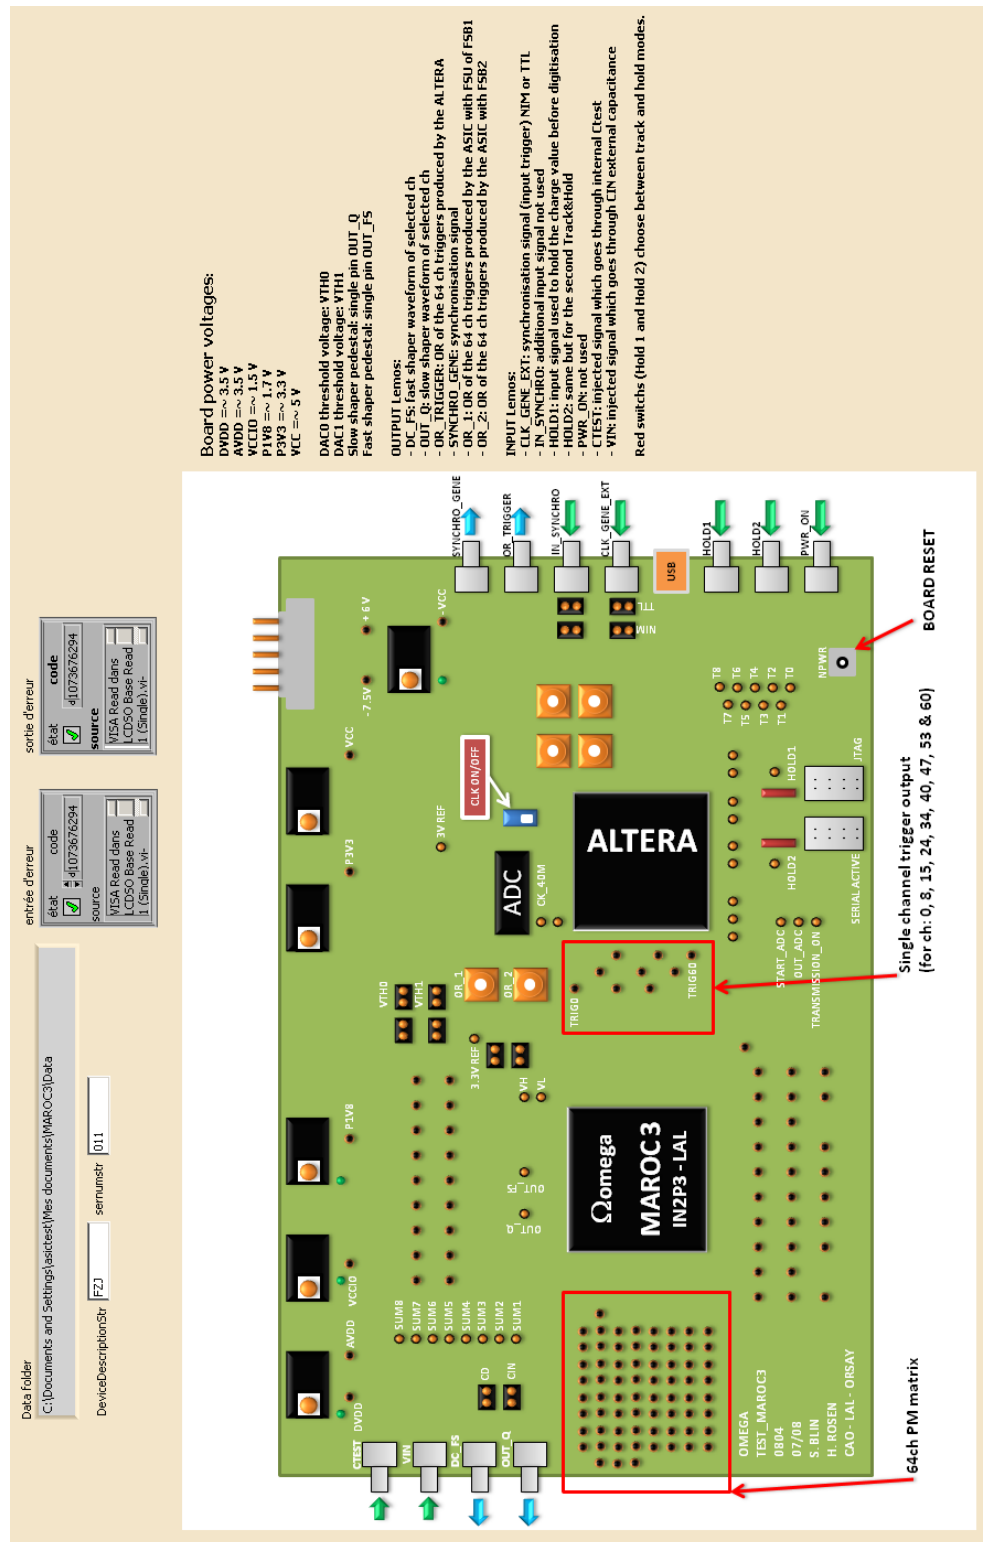 Data folder
C:\Documents and Settings\asictest\Mes documents\MAROC3\Data
DeviceDescriptionStr
FZJ
sernumstr
011
entrée d'erreur
état
code
1073676294
source
VISA Read dans
LCDSO Base Read
1 (Single).vi-
sortie d'erreur
état
code
1073676294
source
VISA Read dans
LCDSO Base Read
1 (Single).vi-
Board power voltages:
DVDD =~ 3.5 V
AVDD =~ 3.5 V
VCCIO =~ 1.5 V
P1V8 =~ 1.7 V
P3V3 =~ 3.3 V
VCC =~ 5 V
DAC0 threshold voltage: VTH0
DAC1 threshold voltage: VTH1
Slow shaper pedestal: single pin OUT_Q
Fast shaper pedestal: single pin OUT_FS
OUTPUT Lemos:
- DC_FS: fast shaper waveform of selected ch
- OUT_Q: slow shaper waveform of selected ch
- OR_TRIGGER: OR of the 64 ch triggers produced by the ALTERA
- SYNCHRO_GENE: synchronisation signal
- OR_1: OR of the 64 ch triggers produced by the ASIC with FSU of FSB1
- OR_2: OR of the 64 ch triggers produced by the ASIC with FSB2
INPUT Lemos:
- CLK_GENE_EXT: synchronisation signal (input trigger) NIM or TTL
- IN_SYNCHRO: additional input signal not used
- HOLD1: input signal used to hold the charge value before digitisation
- HOLD2: same but for the second Track&Hold
- PWR_ON: not used
- CTEST: injected signal which goes through internal Ctest
- VIN: injected signal which goes through CIN external capacitance
Red switchs (Hold 1 and Hold 2) choose between track and hold modes.
DVDD
AVDD
VCCIO
P1V8
P3V3
VCC
-7.5V
+ 6 V
-VCC
CTEST
VIN
DC_FS
OUT_Q
SYNCHRO_GENE
OR_TRIGGER
IN_SYNCHRO
CLK_GENE_EXT
USB
HOLD1
HOLD2
PWR_ON
NIM
TTL
SUM8
SUM7
SUM6
SUM5
SUM4
SUM3
SUM2
SUM1
CD
CIN
VTH0
VTH1
OR_1
OR_2
3.3V REF
VH
VL
OUT_Q
OUT_FS
3V REF
CLK ON/OFF
ADC
CK_40M
ALTERA
Ωomega
MAROC3
IN2P3 - LAL
TRIG0
TRIG60
T8
T7
T6
T5
T4
T3
T2
T1
T0
NPWR
START_ADC
OUT_ADC
TRANSMISSION_ON
HOLD2
HOLD1
SERIAL ACTIVE
JTAG
OMEGA
TEST_MAROC3
0804
07/08
S. BLIN
H. ROSEN
CAO - LAL - ORSAY
64ch PM matrix
Single channel trigger output
(for ch: 0, 8, 15, 24, 34, 40, 47, 53 & 60)
BOARD RESET